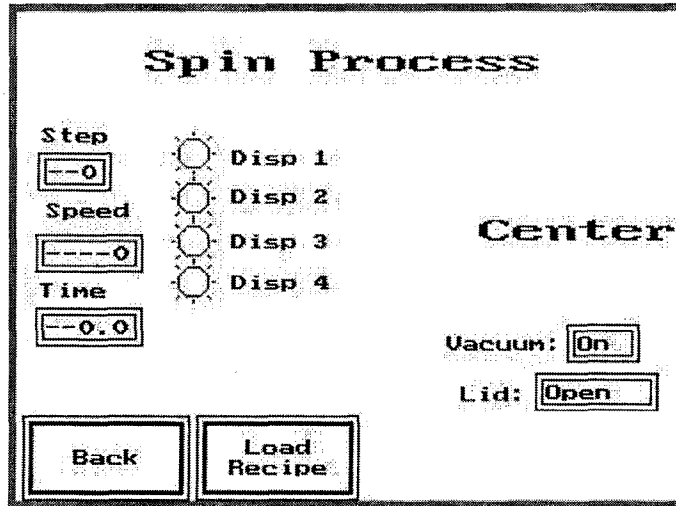 Spin Process
Step
--0
Speed
----0
Time
--0.0
Disp 1
Disp 2
Disp 3
Disp 4
Center
Vacuum: On
Lid: Open
Back
Load
Recipe